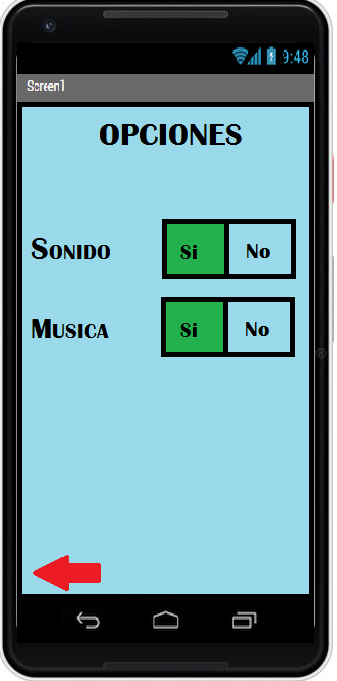 9:48
Screen1
OPCIONES
SONIDO Si No
MUSICA Si No